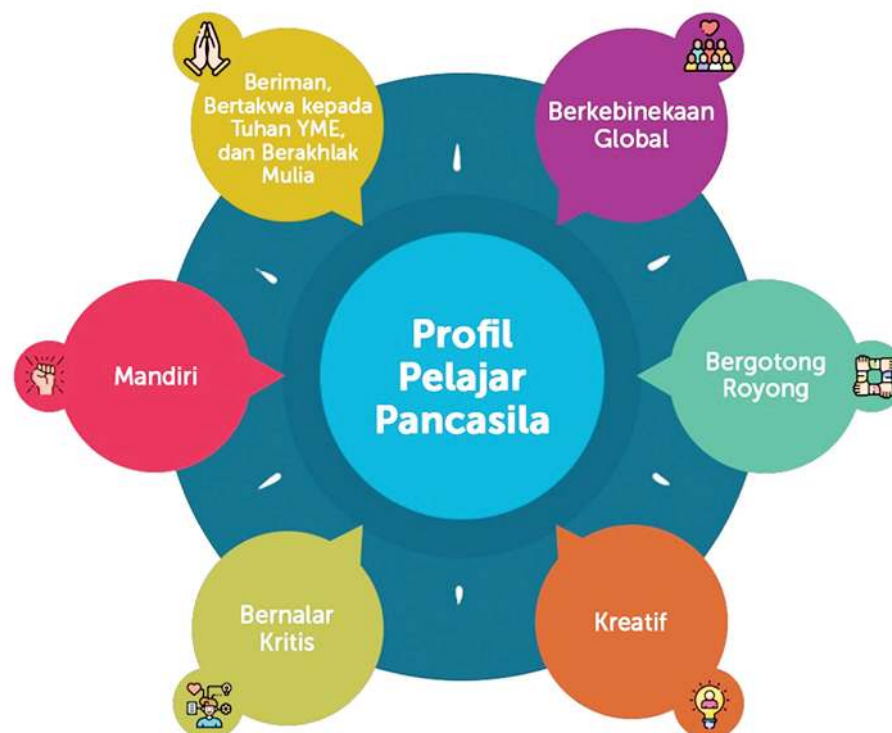 Beriman,
Bertakwa kepada
Tuhan YME,
dan Berakhlak
Mulia
Berkebinekaan
Global
Mandiri
Profil
Pelajar
Pancasila
Bergotong
Royong
Bernalar
Kritis
Kreatif